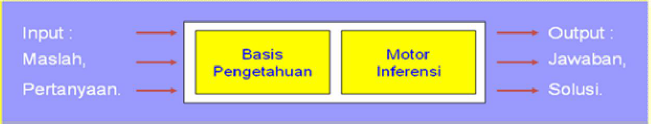 Input :
Maslah,
Pertanyaan.
Basis
Pengetahuan
Motor
Inferensi
Output :
Jawaban,
Solusi.